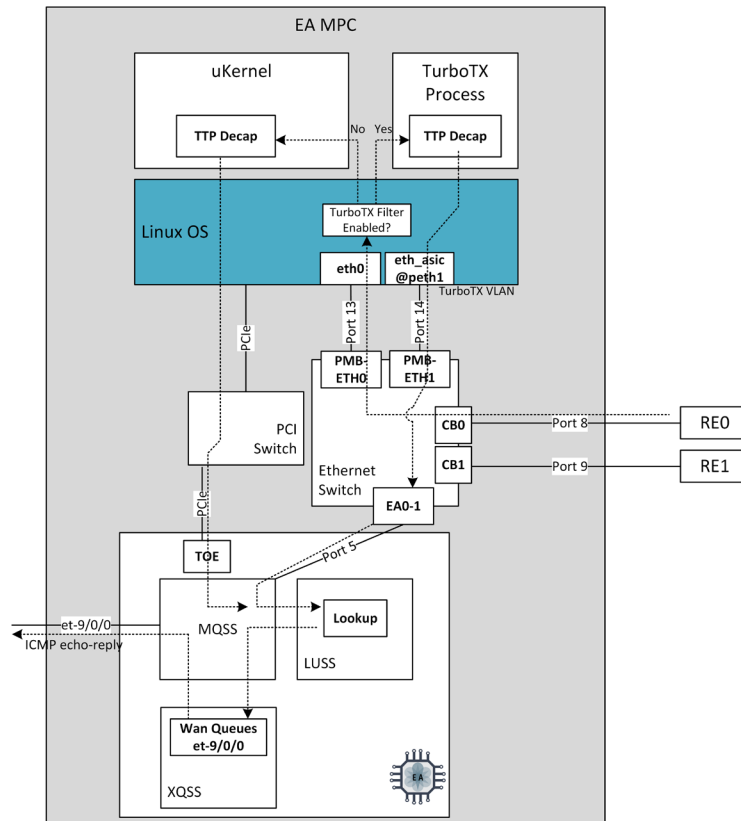 EA MPC
uKernel
TurboTX
Process
TTP Decap
No
Yes
TTP Decap
TurboTX Filter
Enabled?
Linux OS
eth0
eth_asic
@peth1
TurboTX VLAN
PCIe
Port 13
Port 14
PMB-
ETH0
PMB-
ETH1
PCI
Switch
CB0
Port 8
RE0
CB1
Port 9
RE1
Ethernet
Switch
EA0-1
PCIe
Port 5
TOE
et-9/0/0
ICMP echo-reply
MQSS
Lookup
LUSS
Wan Queues
et-9/0/0
XQSS
EA